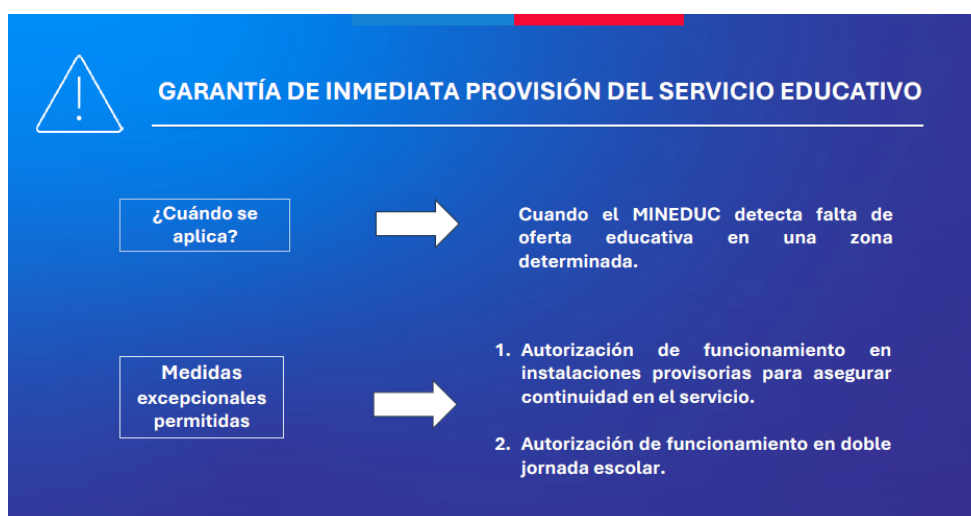 GARANTÍA DE INMEDIATA PROVISIÓN DEL SERVICIO EDUCATIVO
¿Cuándo se
aplica?
Cuando el MINEDUC detecta falta de
oferta educativa en una zona
determinada.
Medidas
excepcionales
permitidas
1. Autorización de funcionamiento en
instalaciones provisorias para asegurar
continuidad en el servicio.
2. Autorización de funcionamiento en doble
jornada escolar.